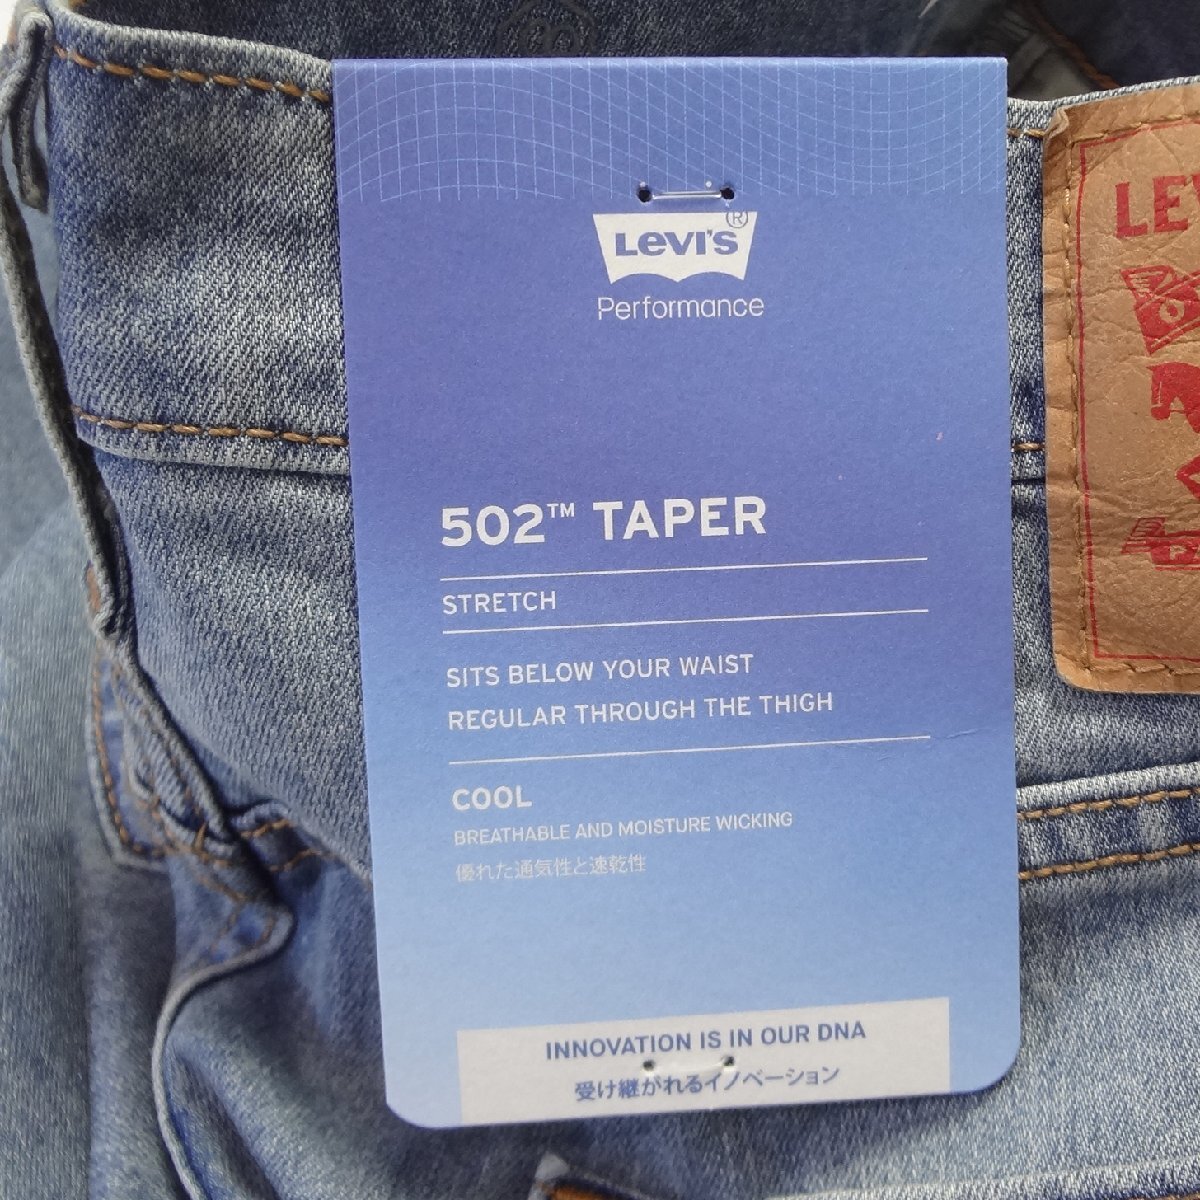 LEVI'S®
Performance
502™ TAPER
STRETCH
SITS BELOW YOUR WAIST
REGULAR THROUGH THE THIGH
COOL
BREATHABLE AND MOISTURE WICKING
優れた通気性と速乾性
INNOVATION IS IN OUR DNA
受け継がれるイノベーション
LE